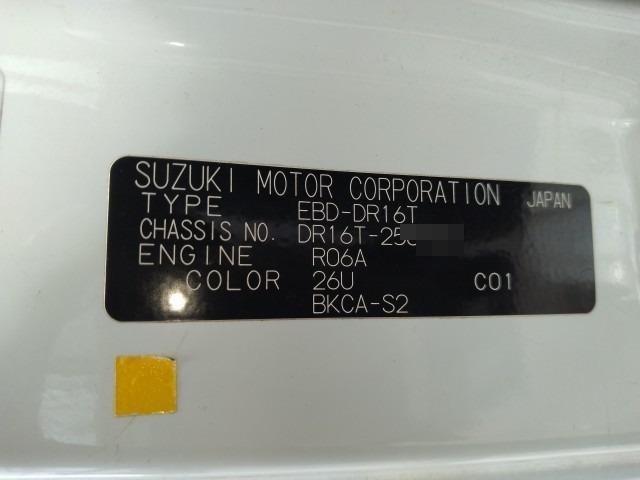 SUZUKI MOTOR CORPORATION JAPAN
TYPE EBD-DR16T
CHASSIS NO. DR16T-25
ENGINE R06A
COLOR 26U C01
BKCA-S2